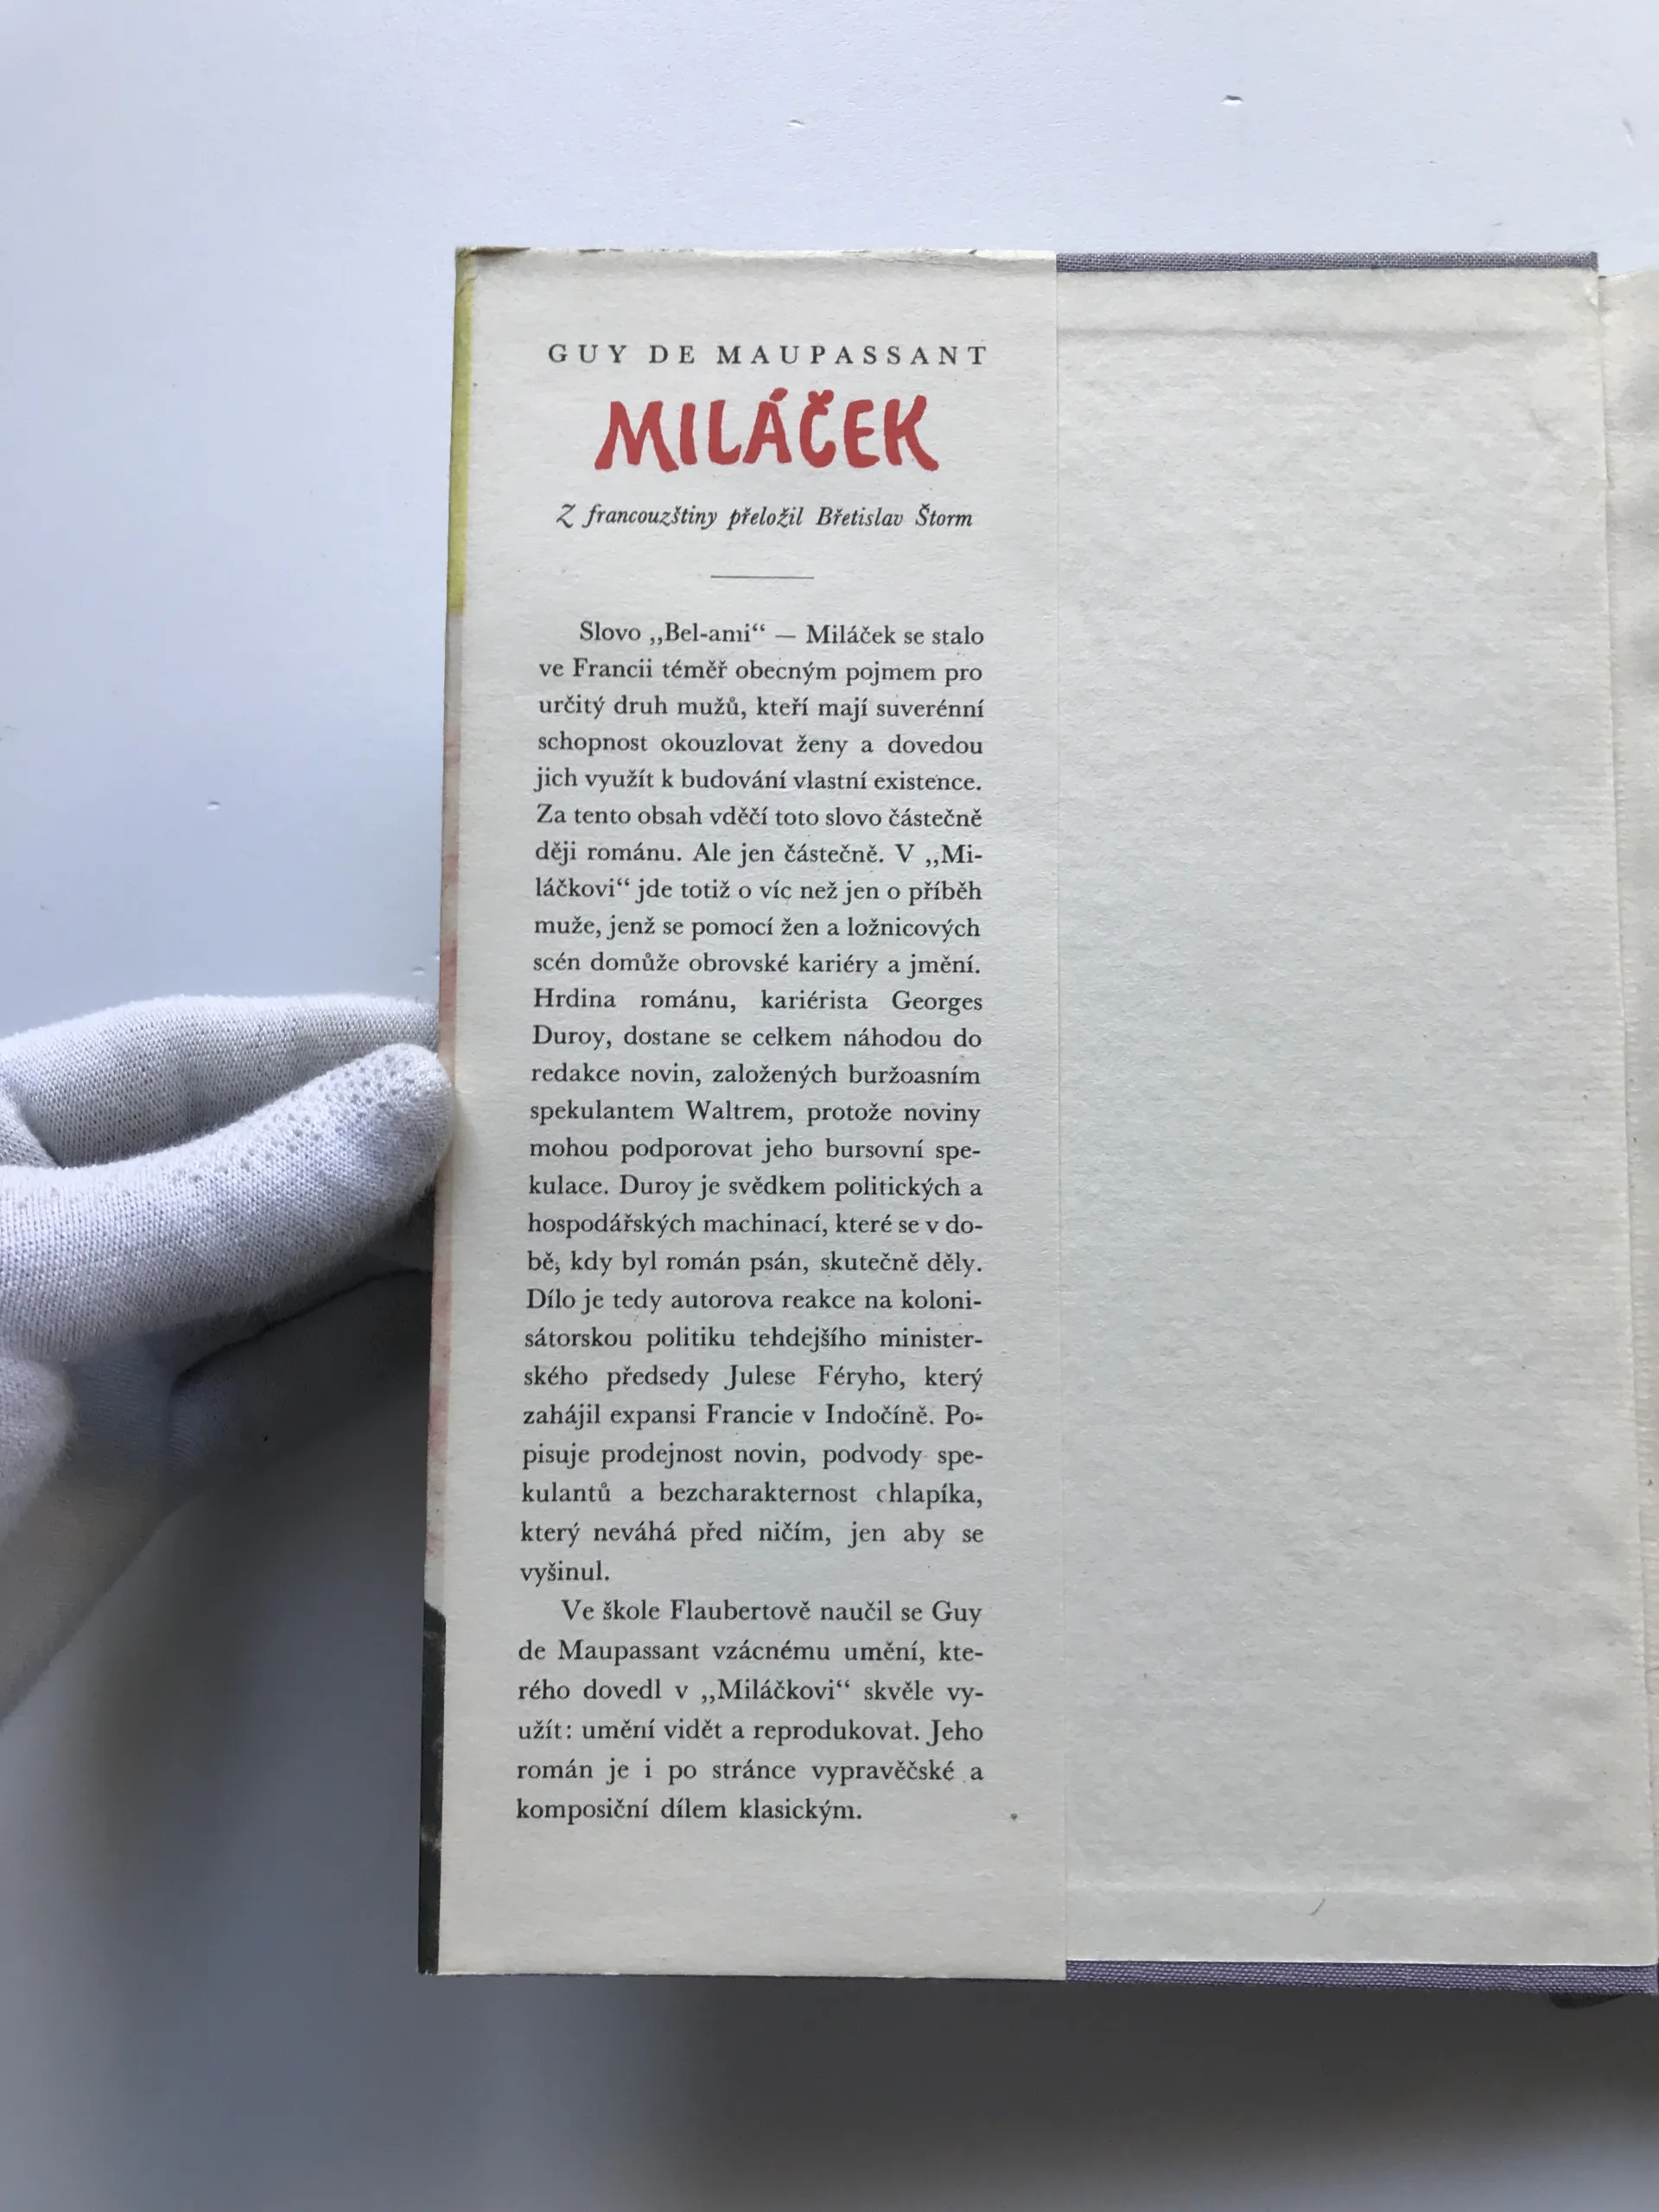 GUY DE MAUPASSANT
MILÁČEK
Z francouzštiny přeložil Břetislav Štorm
Slovo „Bel-ami“ — Miláček se stalo
ve Francii téměř obecným pojmem pro
určitý druh mužů, kteří mají suverénní
schopnost okouzlovat ženy a dovedou
jich využít k budování vlastní existence.
Za tento obsah vděčí toto slovo částečně
ději románu. Ale jen částečně. V „Mi-
láčkovi“ jde totiž o víc než jen o příběh
muže, jenž se pomocí žen a ložnicových
scén domůže obrovské kariéry a jmění.
Hrdina románu, kariérista Georges
Duroy, dostane se celkem náhodou do
redakce novin, založených buržoasním
spekulantem Waltrem, protože noviny
mohou podporovat jeho bursovní spe-
kulace. Duroy je svědkem politických a
hospodářských machinací, které se v do-
bě, kdy byl román psán, skutečně děly.
Dílo je tedy autorova reakce na koloni-
sátorskou politiku tehdejšího minister-
ského předsedy Julese Féryho, který
zahájil expansi Francie v Indočíně. Po-
pisuje prodejnost novin, podvody spe-
kulantů a bezcharakternost chlapíka,
který neváhá před ničím, jen aby se
vyšinul.
Ve škole Flaubertově naučil se Guy
de Maupassant vzácnému umění, kte-
rého dovedl v „Miláčkovi“ skvěle vy-
užít: umění vidět a reprodukovat. Jeho
román je i po stránce vypravěčské a
komposiční dílem klasickým.